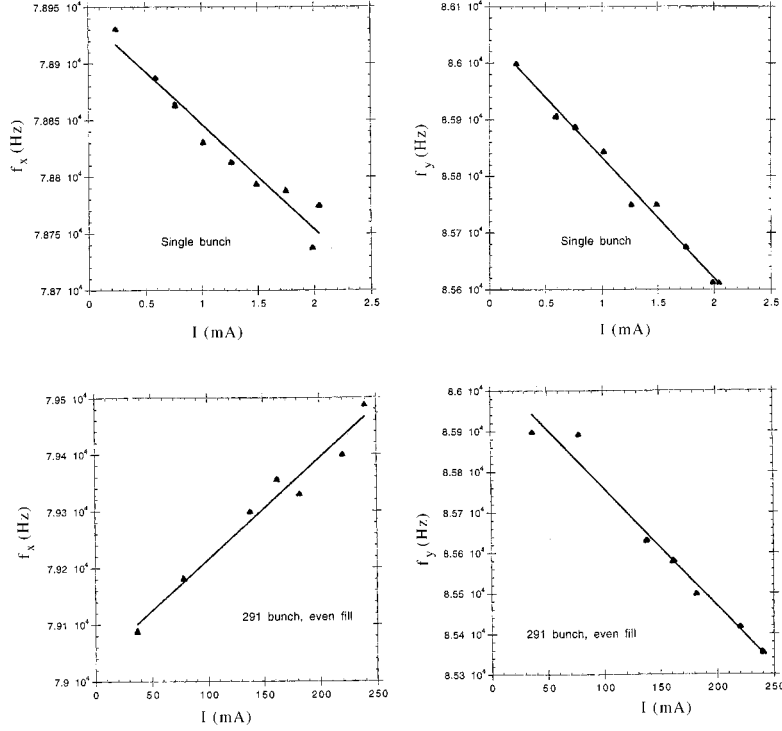 7.895 10⁴
7.89 10⁴
7.885 10⁴
7.88 10⁴
7.875 10⁴
7.87 10⁴
f x (Hz)
Single bunch
0 0.5 1 1.5 2 2.5
I (mA)
8.61 10⁴
8.6 10⁴
8.59 10⁴
8.58 10⁴
8.57 10⁴
8.56 10⁴
f y (Hz)
Single bunch
0 0.5 1 1.5 2 2.5
I (mA)
7.95 10⁴
7.94 10⁴
7.93 10⁴
7.92 10⁴
7.91 10⁴
7.9 10⁴
f x (Hz)
291 bunch, even fill
0 50 100 150 200 250
I (mA)
8.6 10⁴
8.59 10⁴
8.58 10⁴
8.57 10⁴
8.56 10⁴
8.55 10⁴
8.54 10⁴
8.53 10⁴
f y (Hz)
291 bunch, even fill
0 50 100 150 200 250
I (mA)